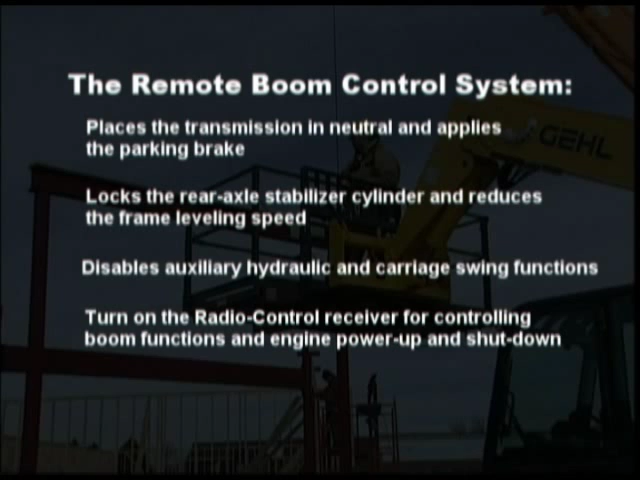 The Remote Boom Control System:
Places the transmission in neutral and applies
the parking brake
Locks the rear-axle stabilizer cylinder and reduces
the frame leveling speed
Disables auxiliary hydraulic and carriage swing functions
Turn on the Radio-Control receiver for controlling
boom functions and engine power-up and shut-down
GEHL